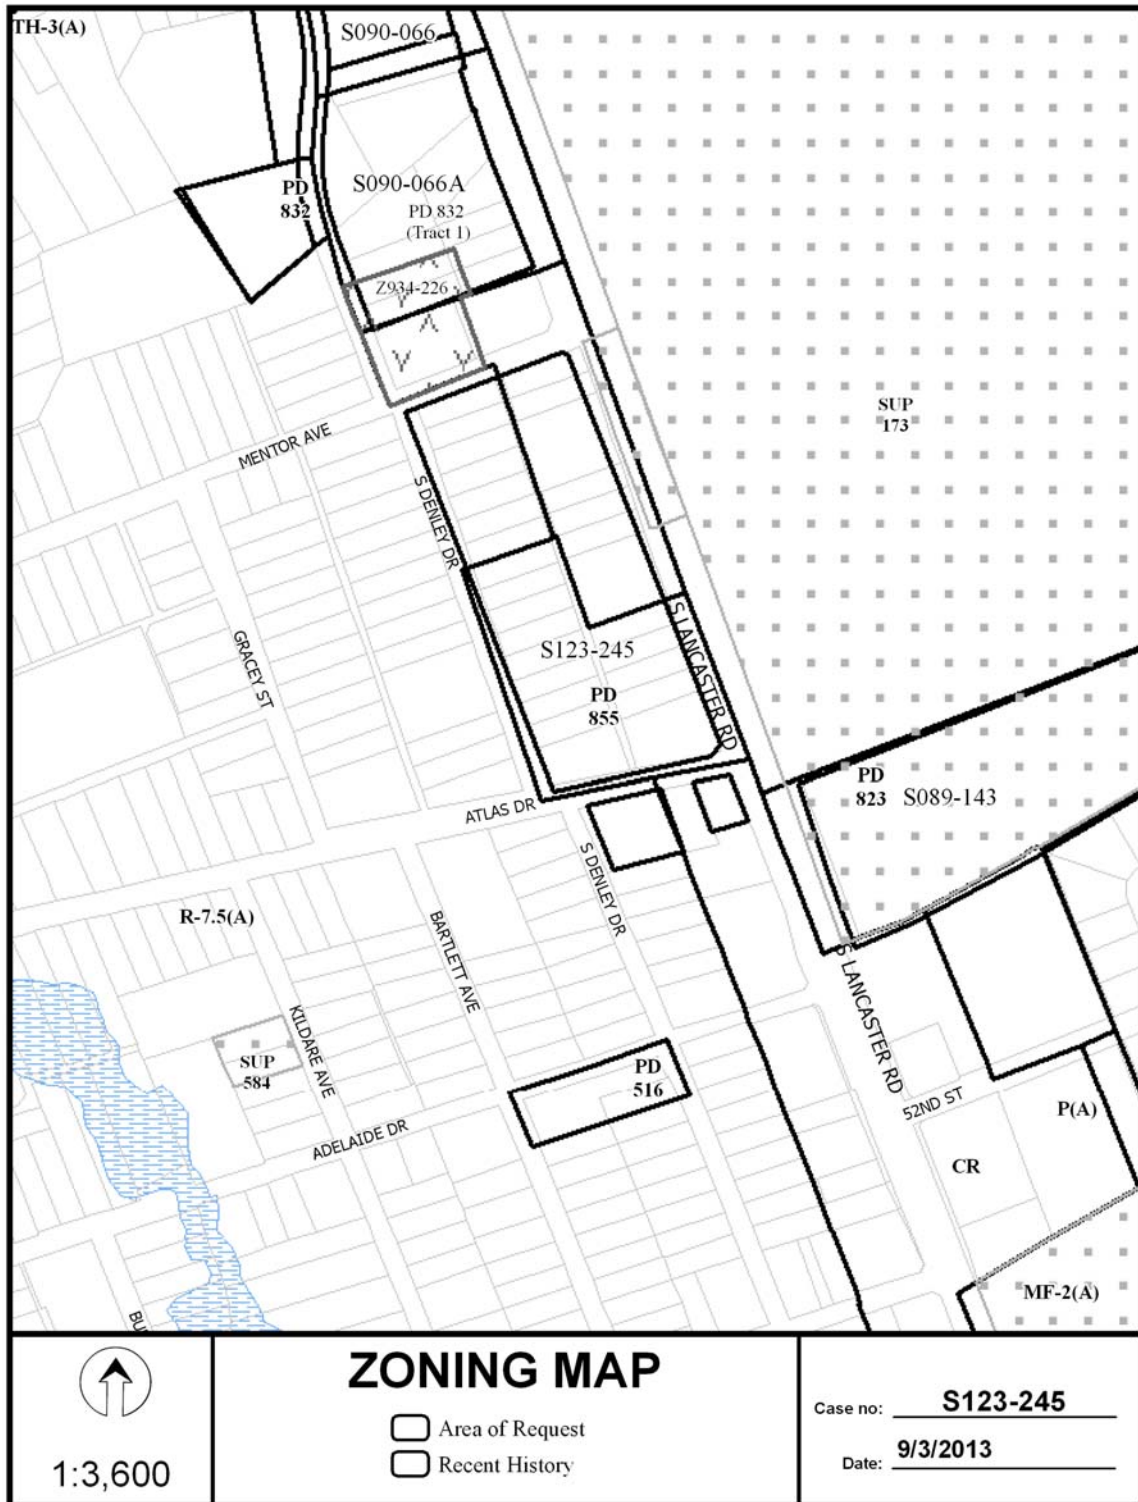 TH-3(A)
S090-066
PD
832
S090-066A
PD 832
(Tract 1)
Z934-226
SUP
173
MENTOR AVE
S DENLEY DR
GRACEY ST
S123-245
PD
855
S LANCASTER RD
PD
823
S089-143
ATLAS DR
S DENLEY DR
R-7.5(A)
BARTLETT AVE
S LANCASTER RD
KILDARE AVE
SUP
584
PD
516
52ND ST
P(A)
ADELAIDE DR
CR
MF-2(A)
1:3,600
ZONING MAP
Area of Request
Recent History
Case no: S123-245
Date: 9/3/2013